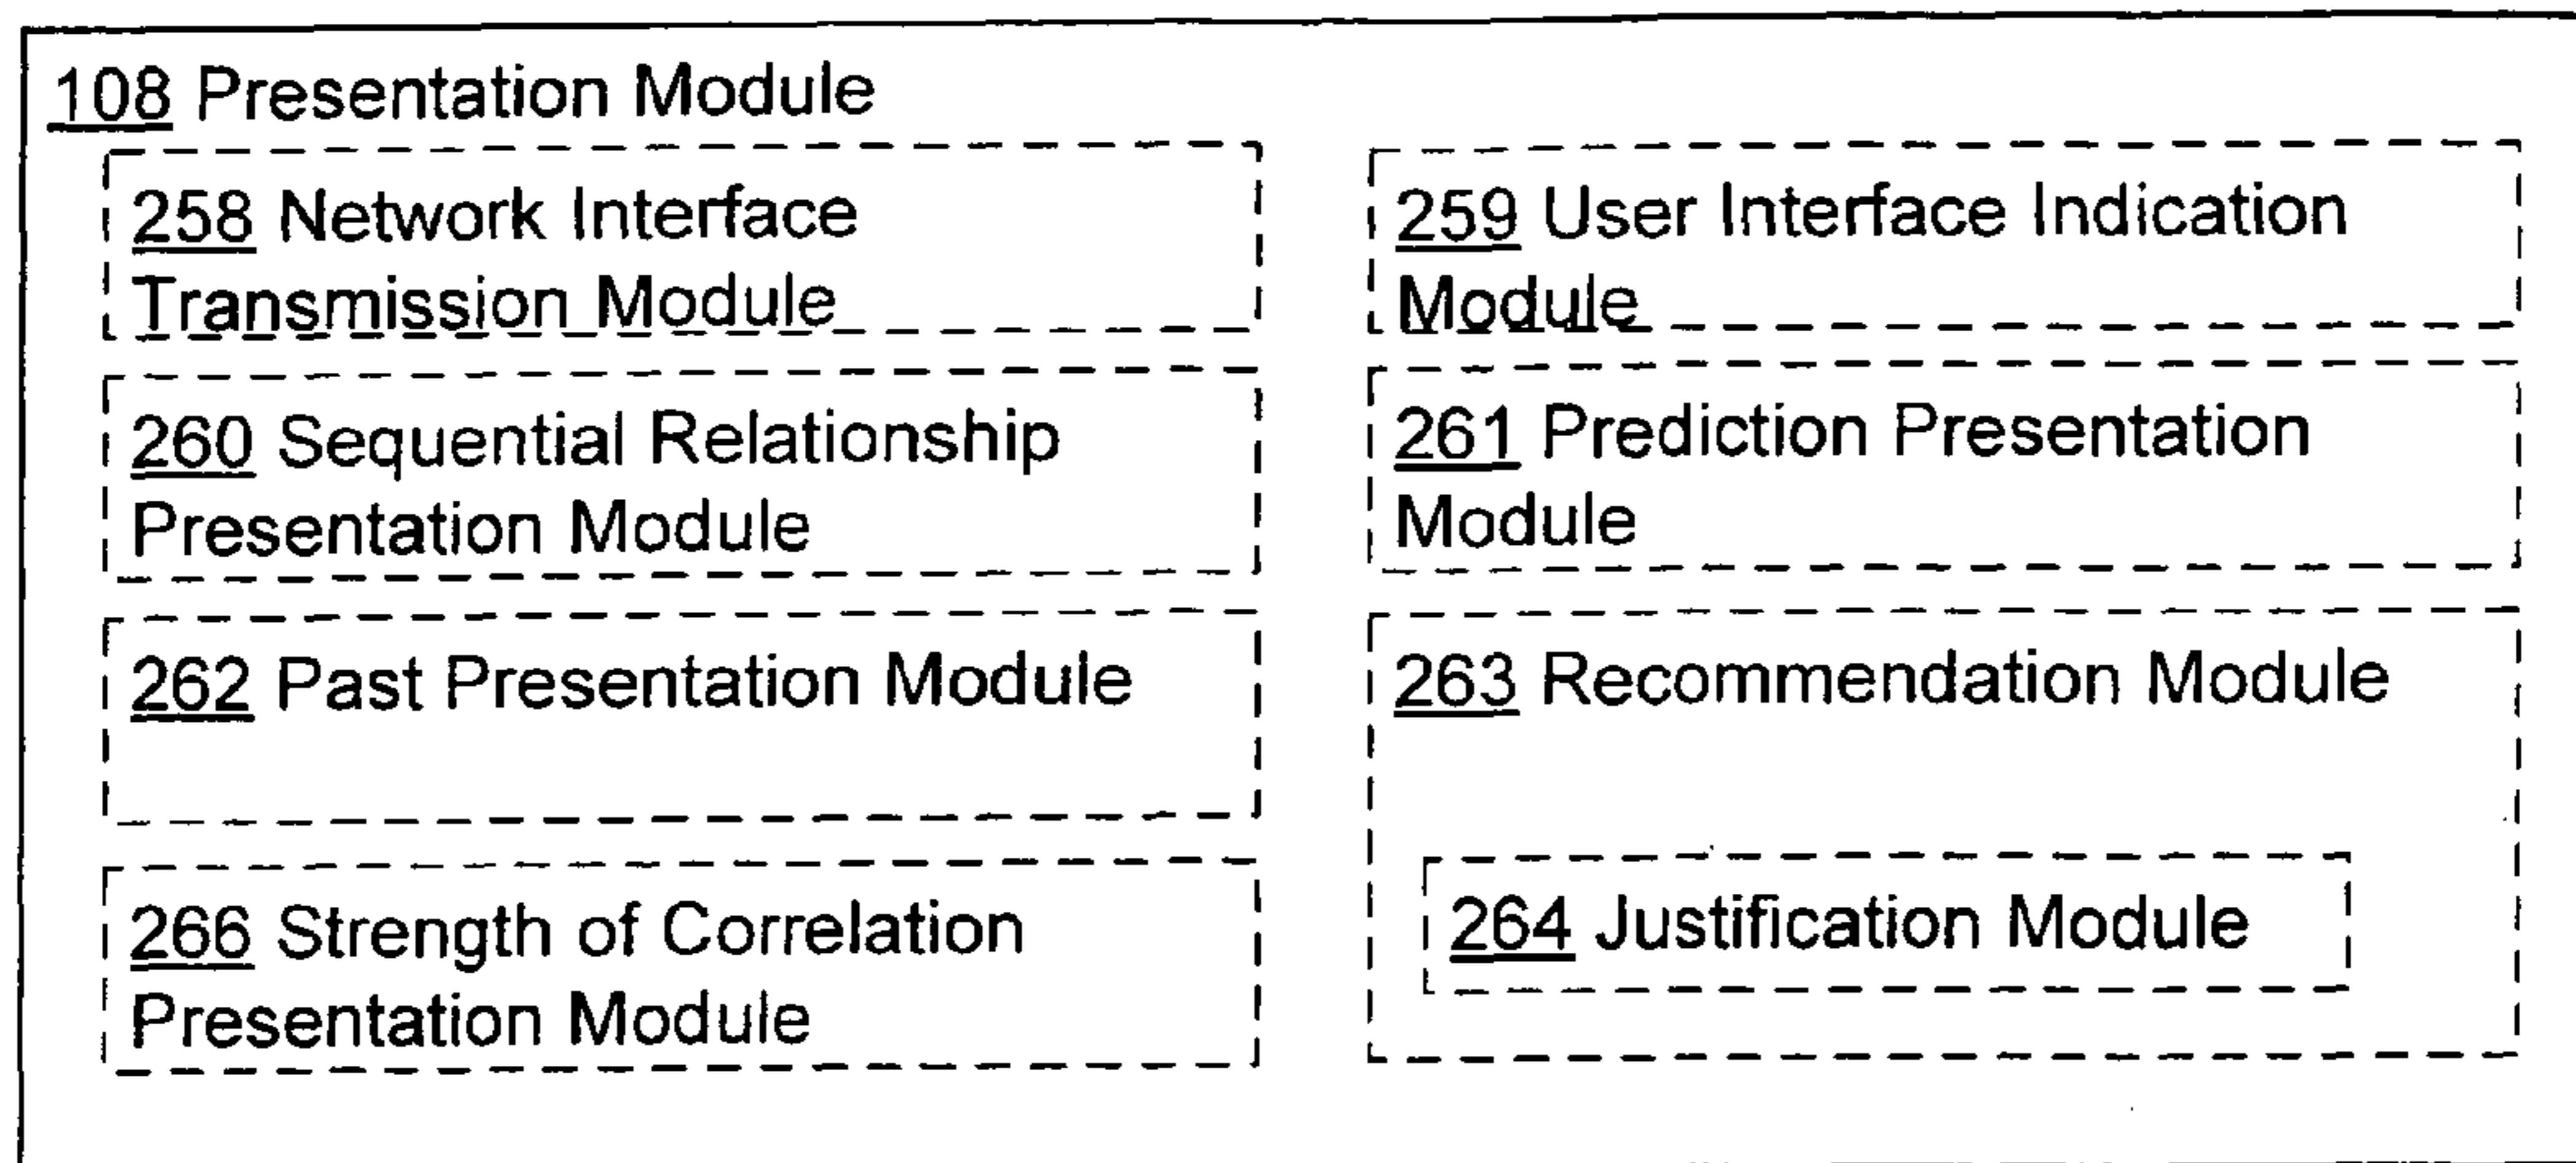 108 Presentation Module
258 Network Interface
Transmission Module
259 User Interface Indication
Module
260 Sequential Relationship
Presentation Module
261 Prediction Presentation
Module
262 Past Presentation Module
263 Recommendation Module
264 Justification Module
266 Strength of Correlation
Presentation Module